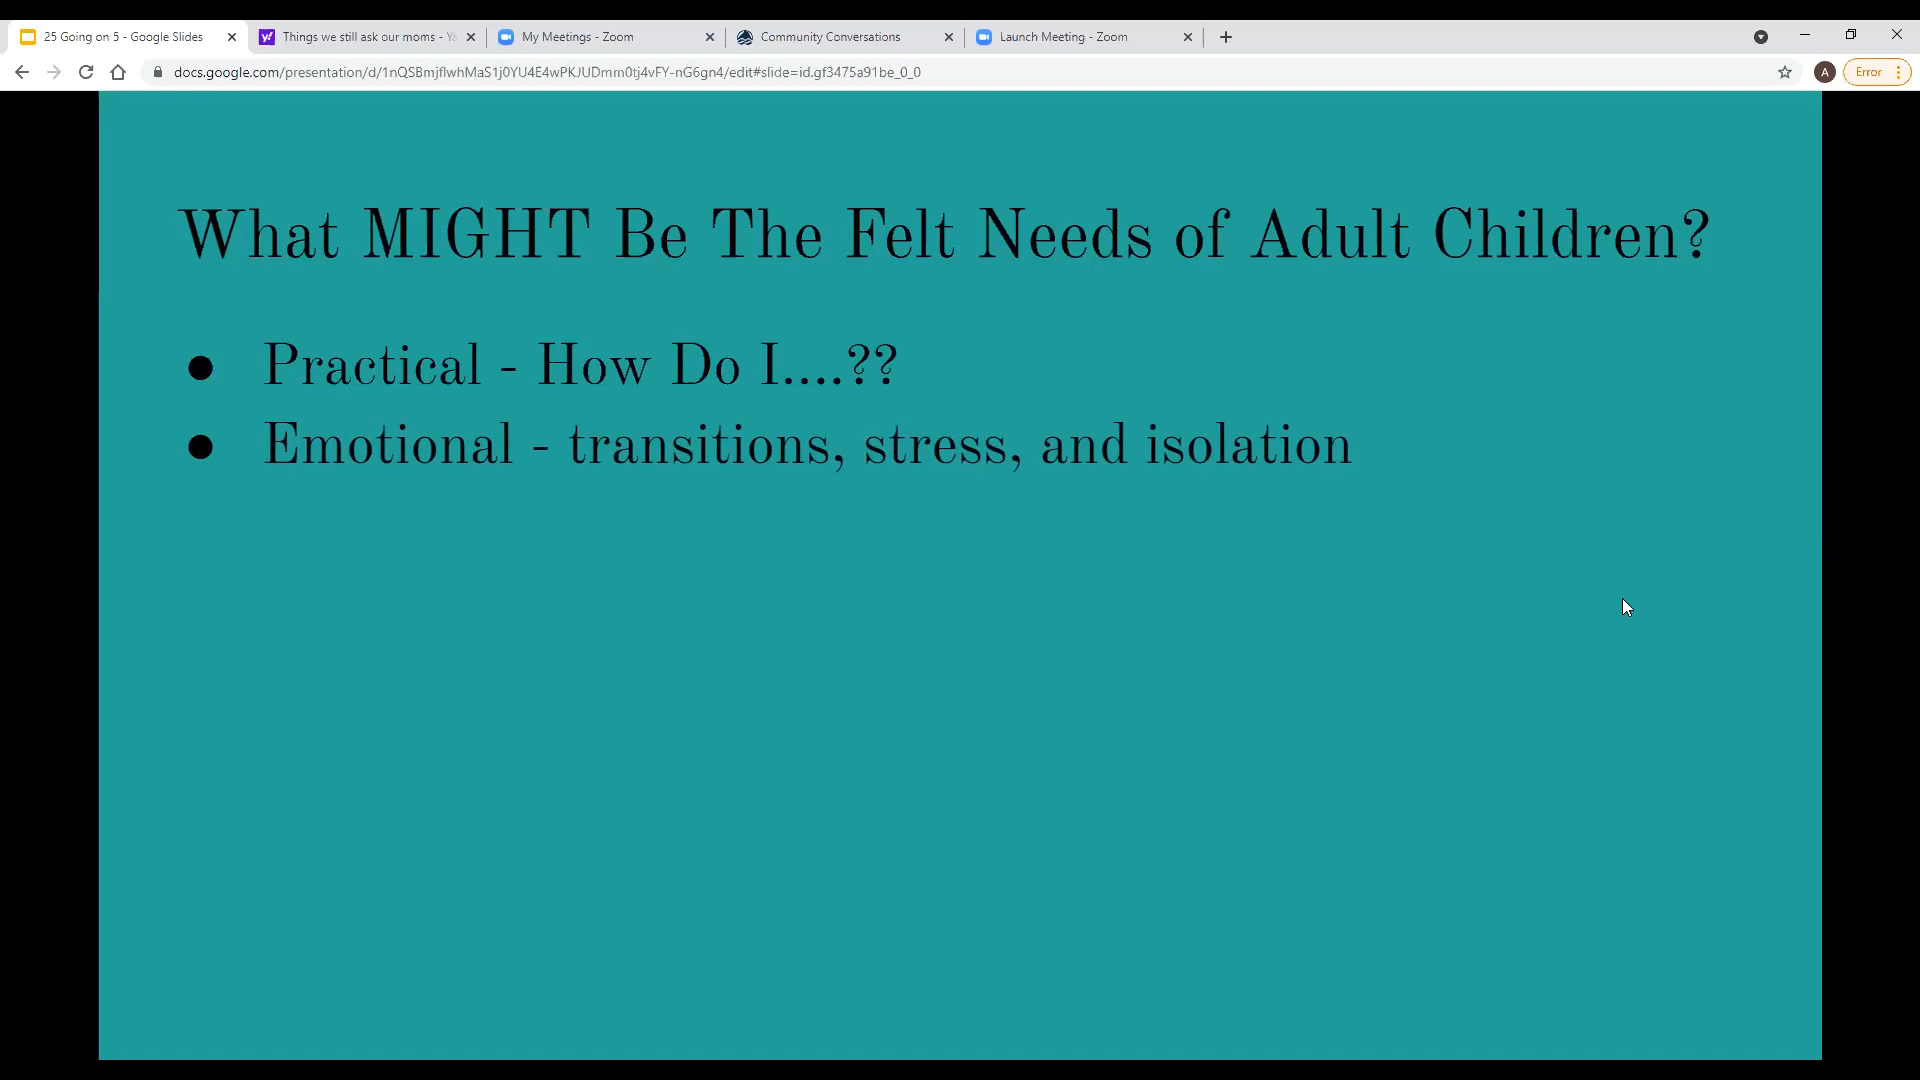 25 Going on 5 - Google Slides
Things we still ask our moms - Ya
My Meetings - Zoom
Community Conversations
Launch Meeting - Zoom
docs.google.com/presentation/d/1nQSBmjflwhMaS1j0YU4E4wPKJUDmm0tj4vFY-nG6gn4/edit#slide=id.gf3475a91be_0_0
A
Error
What MIGHT Be The Felt Needs of Adult Children?
● Practical - How Do I....??
● Emotional - transitions, stress, and isolation